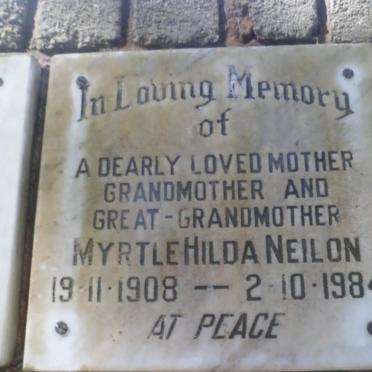 In Loving Memory
of
A DEARLY LOVED MOTHER
GRANDMOTHER AND
GREAT-GRANDMOTHER
MYRTLE HILDA NEILON
19·11·1908 -- 2·10·1984
AT PEACE